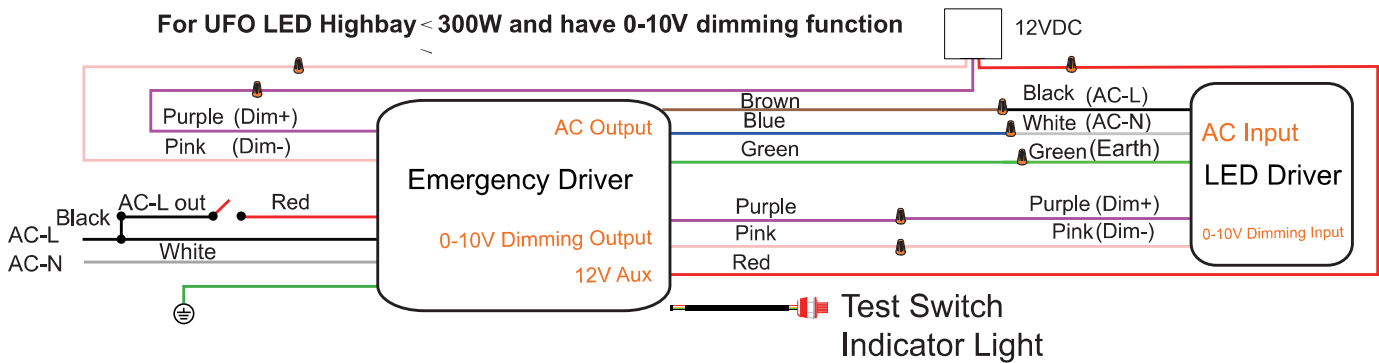 For UFO LED Highbay < 300W and have 0-10V dimming function
12VDC
Purple (Dim+)
Pink (Dim-)
AC Output
Brown
Blue
Green
Black (AC-L)
White (AC-N)
Green (Earth)
AC Input
LED Driver
Emergency Driver
AC-L out
Red
Black
AC-L
AC-N
White
0-10V Dimming Output
12V Aux
Purple
Pink
Red
Purple (Dim+)
Pink (Dim-)
0-10V Dimming Input
Test Switch
Indicator Light